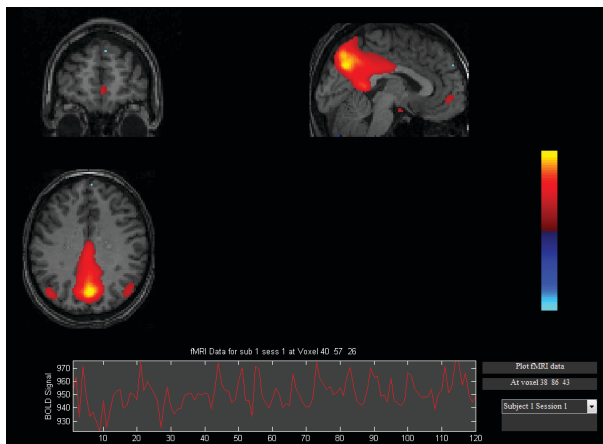 fMRI Data for sub 1 sess 1 at Voxel 40 57 26
BOLD Signal
970
960
950
940
930
10 20 30 40 50 60 70 80 90 100 110 120
Plot fMRI data
At voxel 38 86 43
Subject 1 Session 1